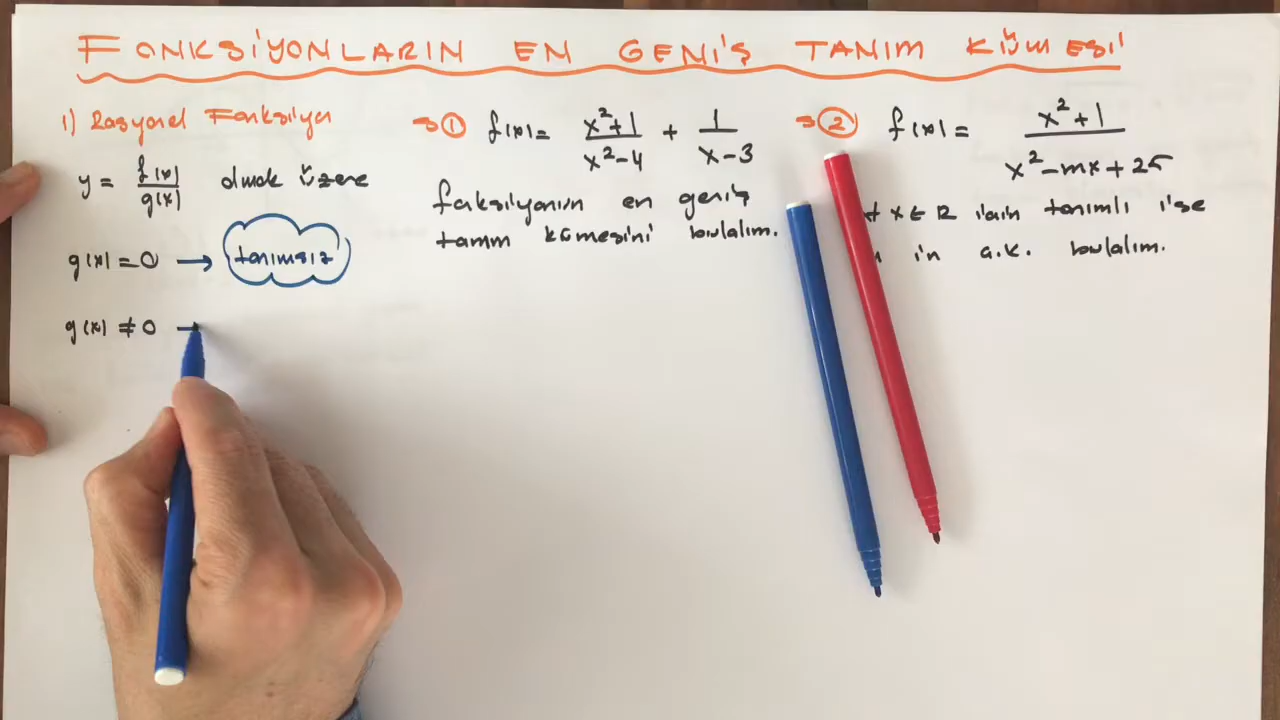 FONKSİYONLARIN EN GENİŞ TANIM KÜMESİ
1) Rasyonel Fonksiyon
y = f(x)/g(x) olmak üzere
g(x) = 0 → tanımsız
g(x) ≠ 0 →
⇒ ① f(x) = (x²+1)/(x²-4) + 1/(x-3)
fonksiyonunun en geniş
tanım kümesini bulalım.
⇒ ② f(x) = (x²+1)/(x²-mx+25)
x ∈ R için tanımlı ise
in a.k. bulalım.